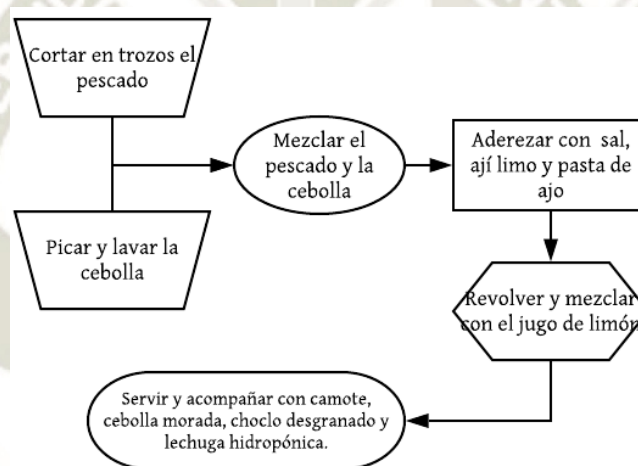 Cortar en trozos el
pescado
Picar y lavar la
cebolla
Mezclar el
pescado y la
cebolla
Aderezar con sal,
ají limo y pasta de
ajo
Revolver y mezclar
con el jugo de limón
Servir y acompañar con camote,
cebolla morada, choclo desgranado y
lechuga hidropónica.